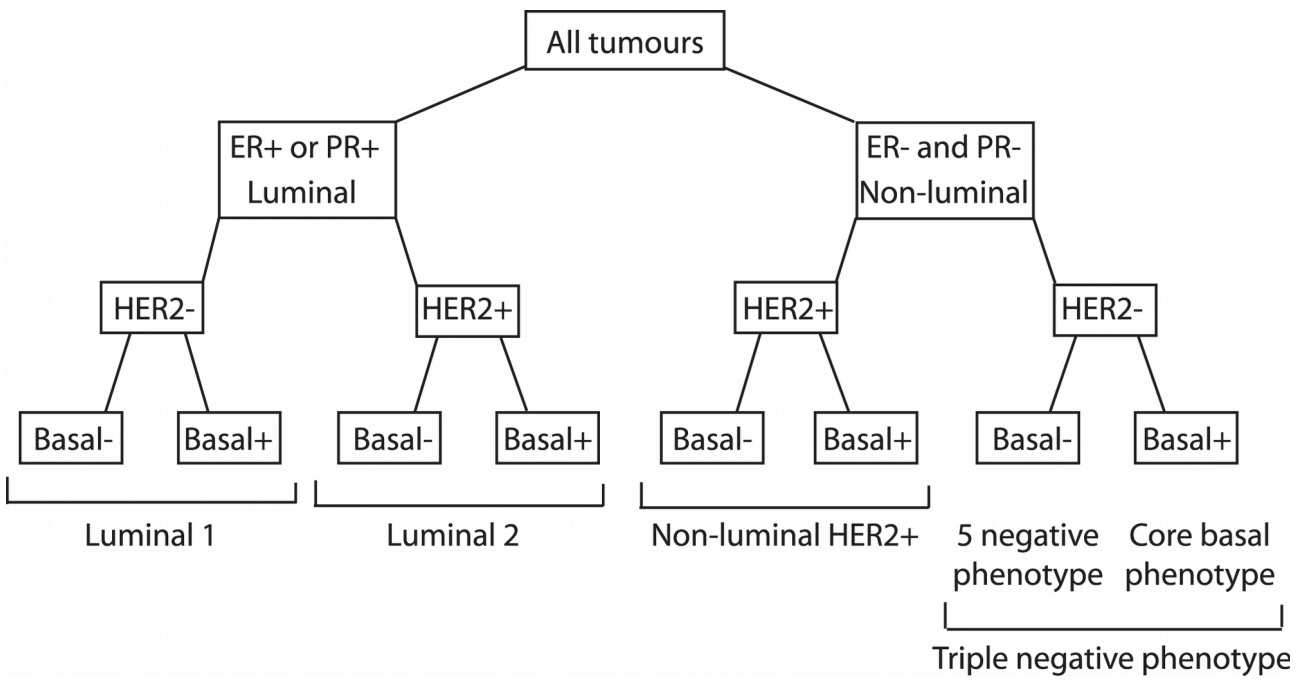 All tumours
ER+ or PR+
Luminal
ER- and PR-
Non-luminal
HER2-
HER2+
HER2+
HER2-
Basal-
Basal+
Basal-
Basal+
Basal-
Basal+
Basal-
Basal+
Luminal 1
Luminal 2
Non-luminal HER2+
5 negative
phenotype
Core basal
phenotype
Triple negative phenotype